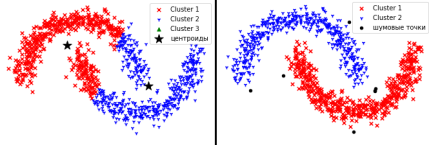 Cluster 1
Cluster 2
Cluster 3
центроиды
Cluster 1
Cluster 2
шумовые точки